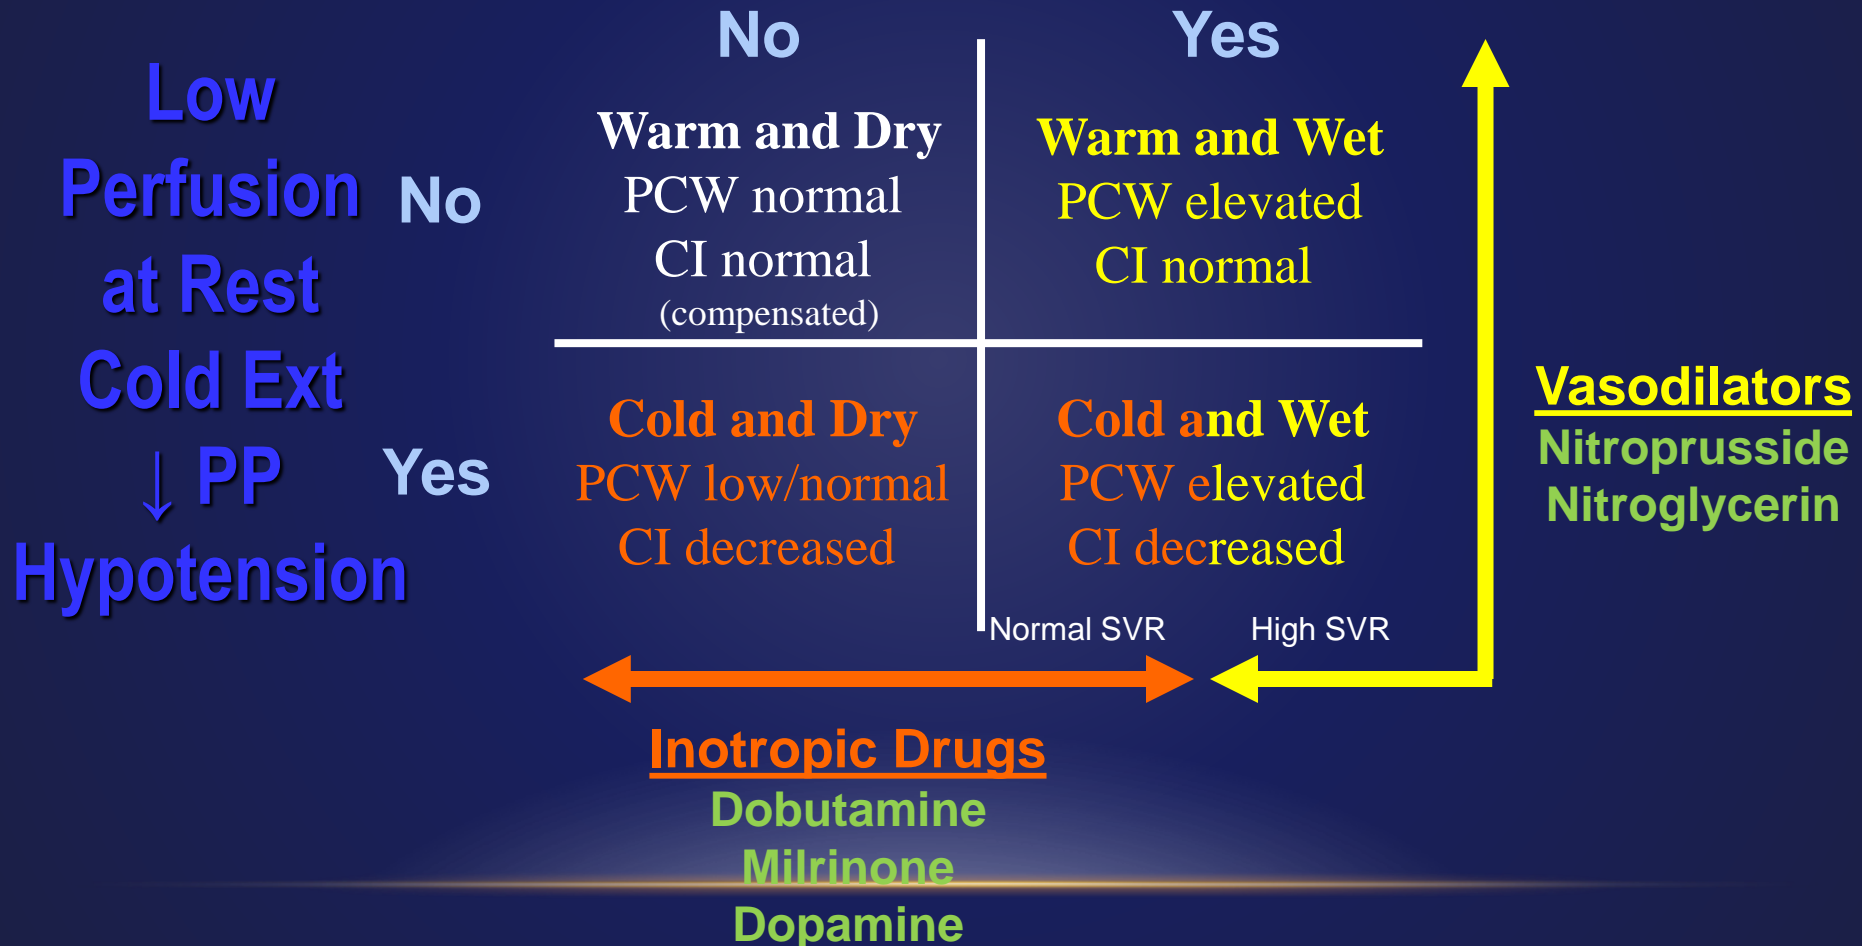 No
Yes
Low
Perfusion
at Rest
Cold Ext
↓ PP
Hypotension
No
Yes
Warm and Dry
PCW normal
CI normal
(compensated)
Warm and Wet
PCW elevated
CI normal
Cold and Dry
PCW low/normal
CI decreased
Cold and Wet
PCW elevated
CI decreased
Normal SVR
High SVR
Vasodilators
Nitroprusside
Nitroglycerin
Inotropic Drugs
Dobutamine
Milrinone
Dopamine